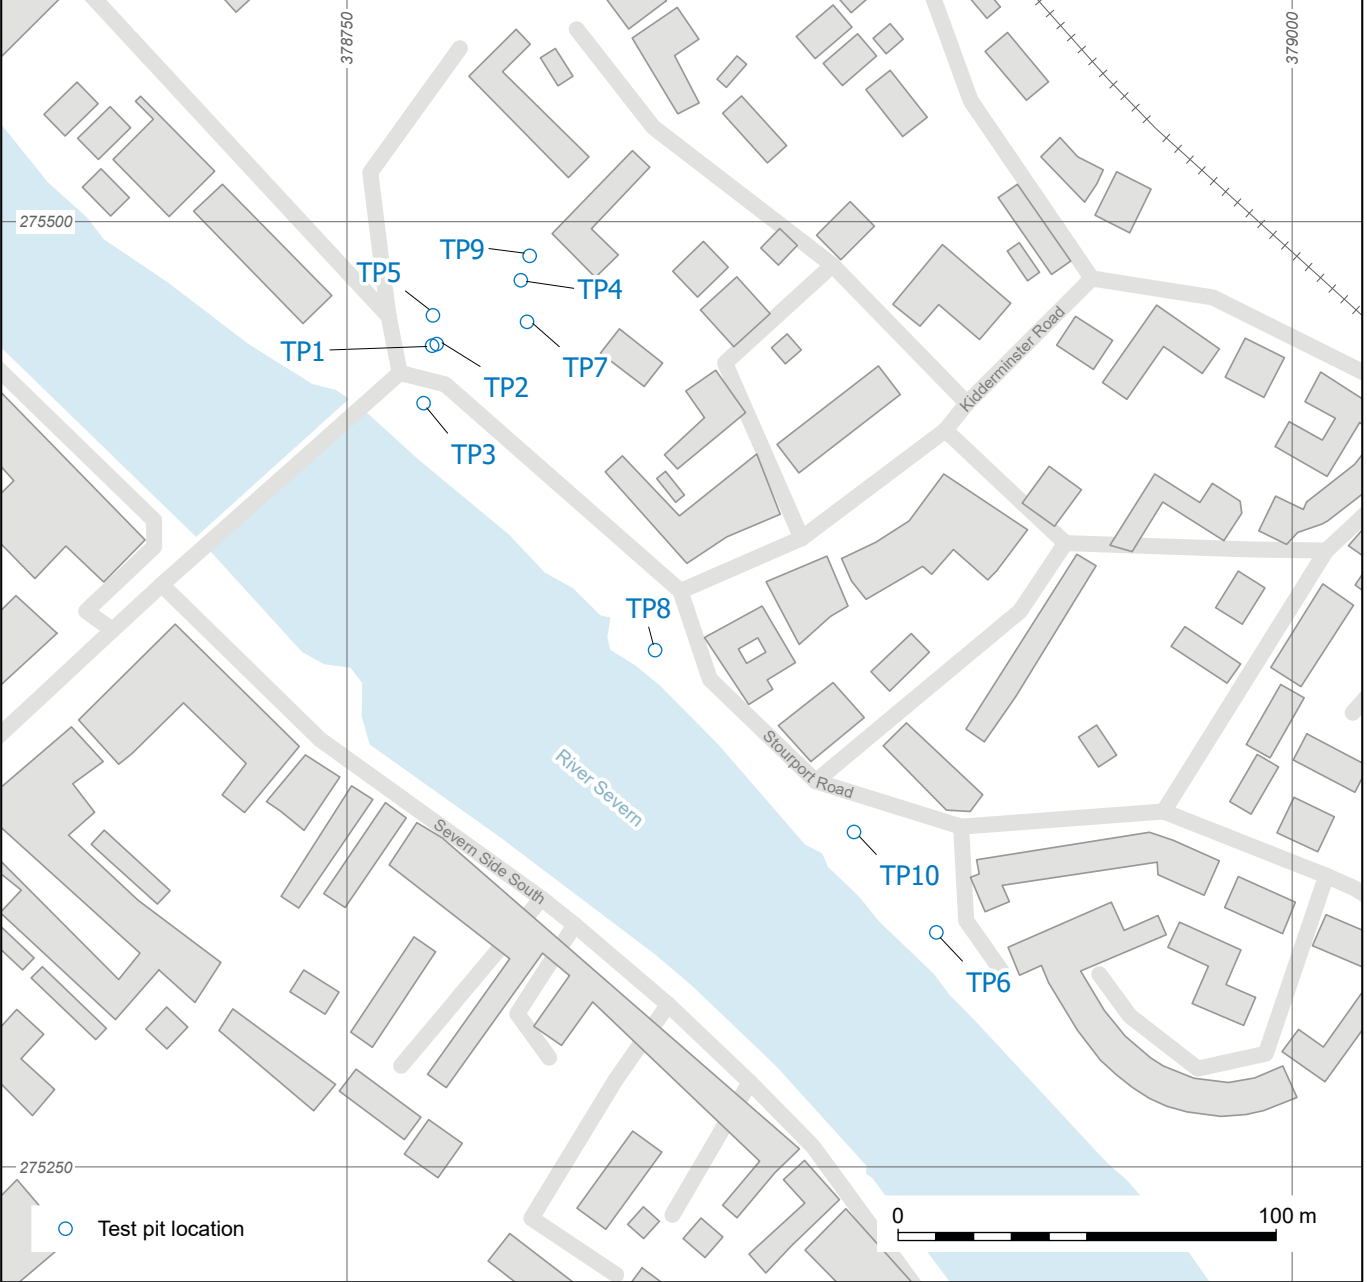 378750
379000
275500
TP9
TP5
TP4
TP1
TP7
TP2
Kidderminster Road
TP3
TP8
Stourport Road
River Severn
Severn Side South
TP10
TP6
275250
Test pit location
0 100 m